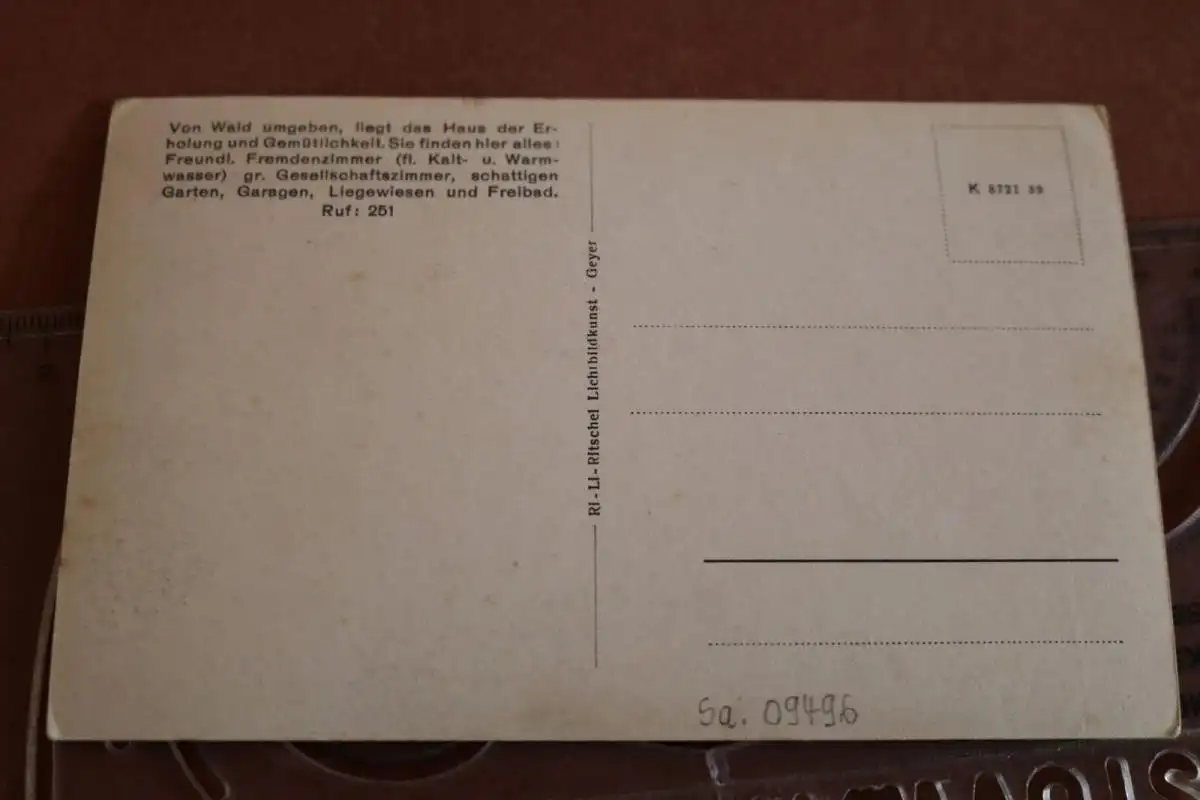 Von Wald umgeben, liegt das Haus der Er-
holung und Gemütlichkeit. Sie finden hier alles:
Freundl. Fremdenzimmer (fl. Kalt- u. Warm-
wasser) gr. Gesellschaftszimmer, schattigen
Garten, Garagen, Liegewiesen und Freibad.
Ruf: 251
Ri-Li-Ritschel Lichtbildkunst - Geyer
K 8721 39
Sa. 09496